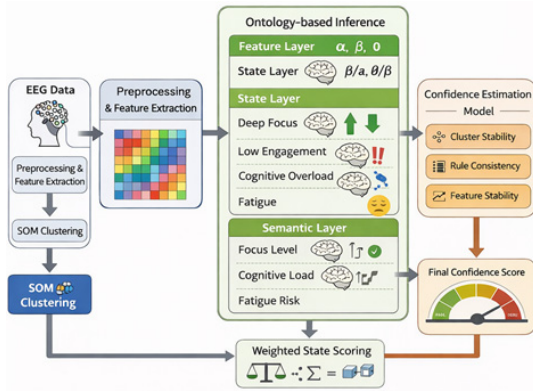 Ontology-based Inference
Feature Layer α, β, 0
State Layer β/a, θ/β
State Layer
Deep Focus
Low Engagement
Cognitive Overload
Fatigue
Semantic Layer
Focus Level
Cognitive Load
Fatigue Risk
EEG Data
Preprocessing &
Feature Extraction
SOM Clustering
SOM
Clustering
Preprocessing
& Feature Extraction
Confidence Estimation
Model
Cluster Stability
Rule Consistency
Feature Stability
Final Confidence Score
Weighted State Scoring
Σ =